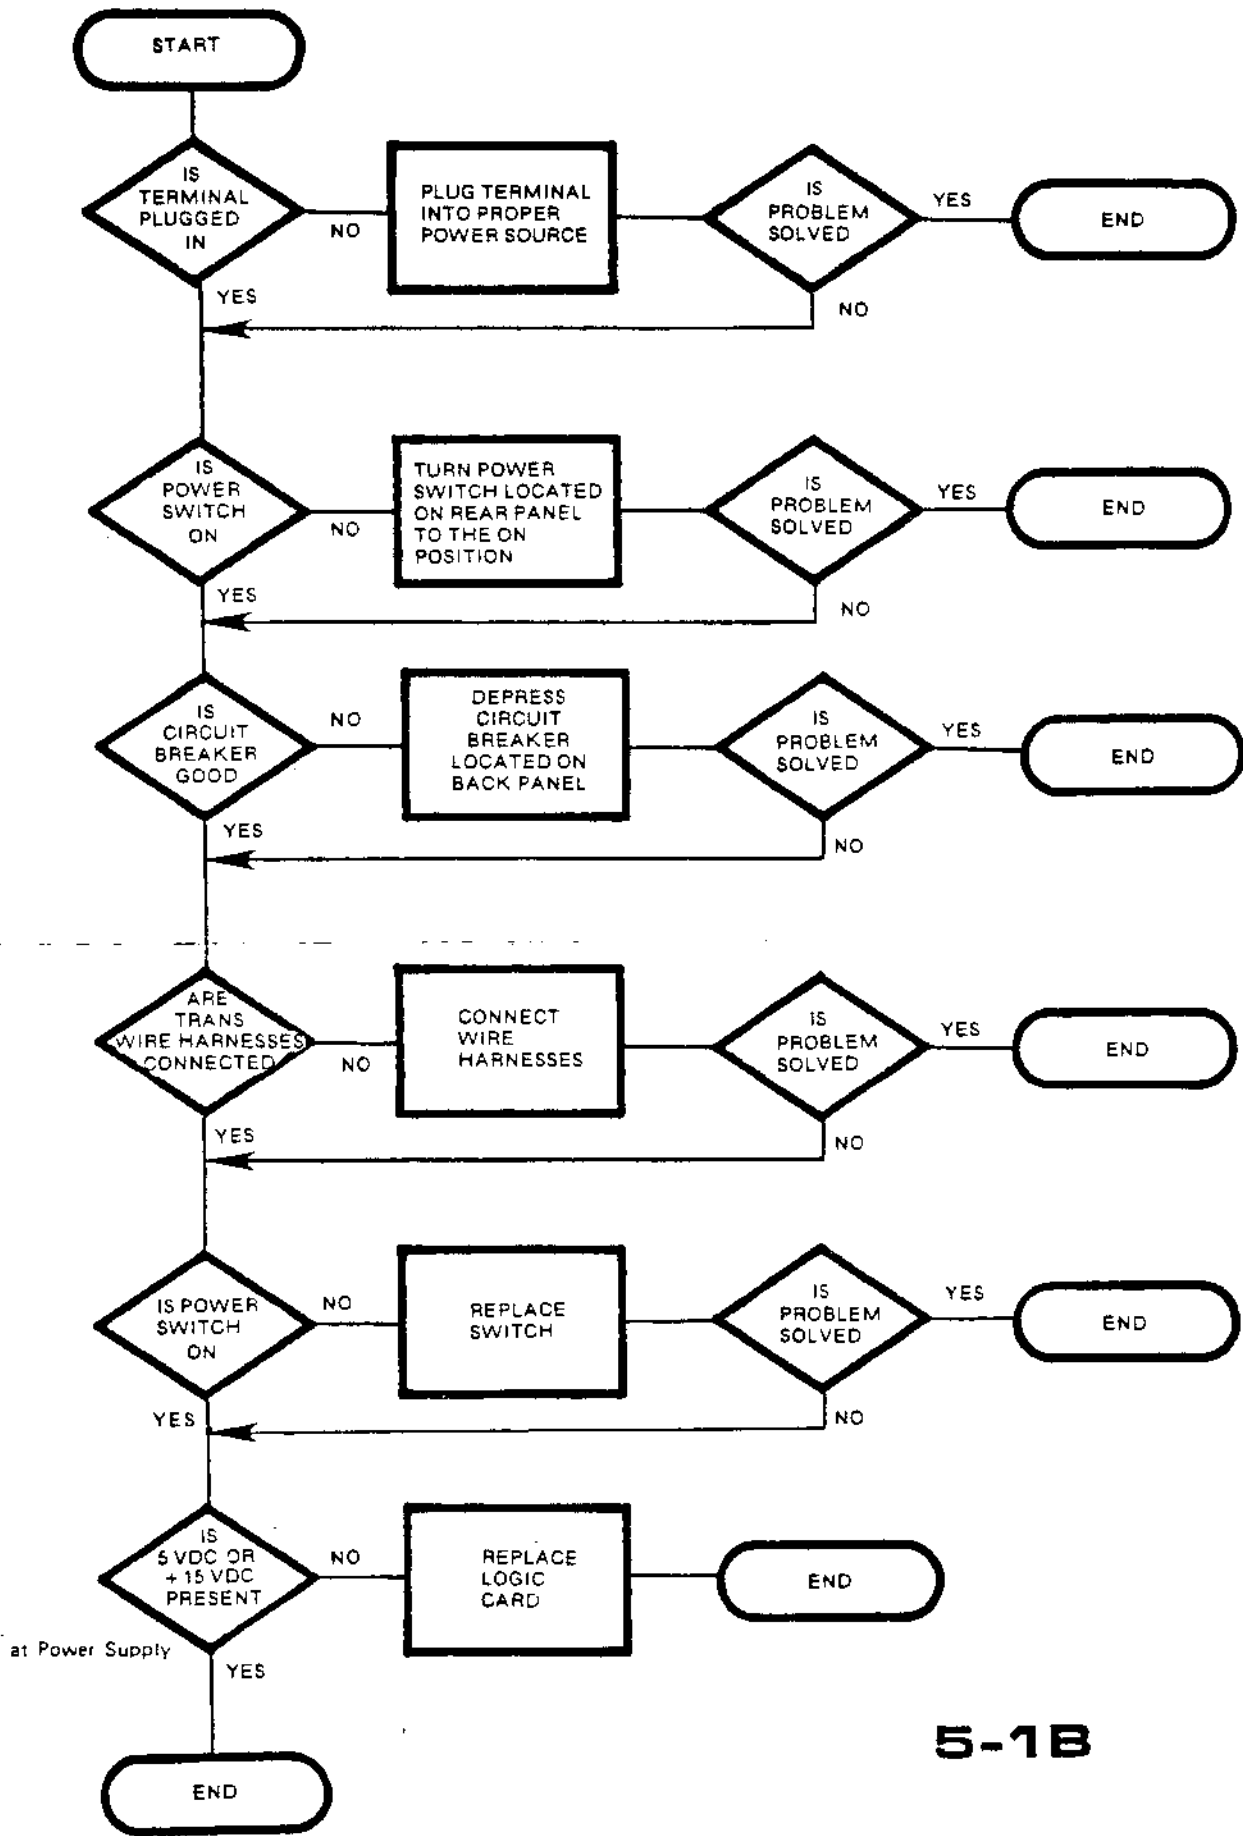 START
IS
TERMINAL
PLUGGED
IN
NO
PLUG TERMINAL
INTO PROPER
POWER SOURCE
IS
PROBLEM
SOLVED
YES
END
YES
NO
IS
POWER
SWITCH
ON
NO
TURN POWER
SWITCH LOCATED
ON REAR PANEL
TO THE ON
POSITION
IS
PROBLEM
SOLVED
YES
END
YES
NO
IS
CIRCUIT
BREAKER
GOOD
NO
DEPRESS
CIRCUIT
BREAKER
LOCATED ON
BACK PANEL
IS
PROBLEM
SOLVED
YES
END
YES
NO
ARE
TRANS
WIRE HARNESSES
CONNECTED
NO
CONNECT
WIRE
HARNESSES
IS
PROBLEM
SOLVED
YES
END
YES
NO
IS POWER
SWITCH
ON
NO
REPLACE
SWITCH
IS
PROBLEM
SOLVED
YES
END
YES
NO
IS
5 VDC OR
+ 15 VDC
PRESENT
NO
REPLACE
LOGIC
CARD
END
at Power Supply
YES
END
5-1B